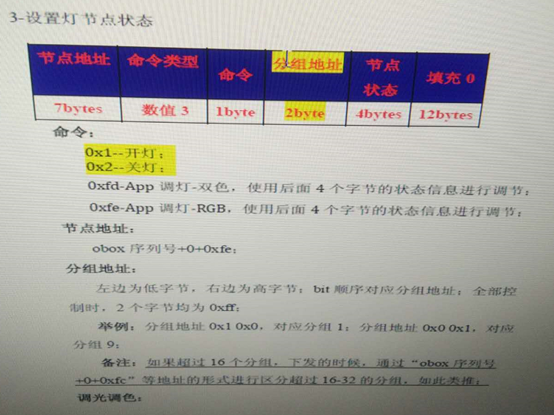 3-设置灯节点状态
节点地址 命令类型 命令 分组地址 节点状态 填充 0
7bytes 数值 3 1byte 2byte 4bytes 12bytes
命令：
0x1--开灯；
0x2--关灯；
0xfd-App 调灯-双色，使用后面 4 个字节的状态信息进行调节；
0xfe-App 调灯-RGB，使用后面 4 个字节的状态信息进行调节；
节点地址：
obox 序列号+0+0xfe；
分组地址：
左边为低字节，右边为高字节；bit 顺序对应分组地址；全部控
制时，2 个字节均为 0xff；
举例：分组地址 0x1 0x0，对应分组 1；分组地址 0x0 0x1，对应
分组 9；
备注：如果超过 16 个分组，下发的时候，通过“obox 序列号
+0+0xfc”等地址的形式进行区分超过 16-32 的分组，如此类推；
调光调色：